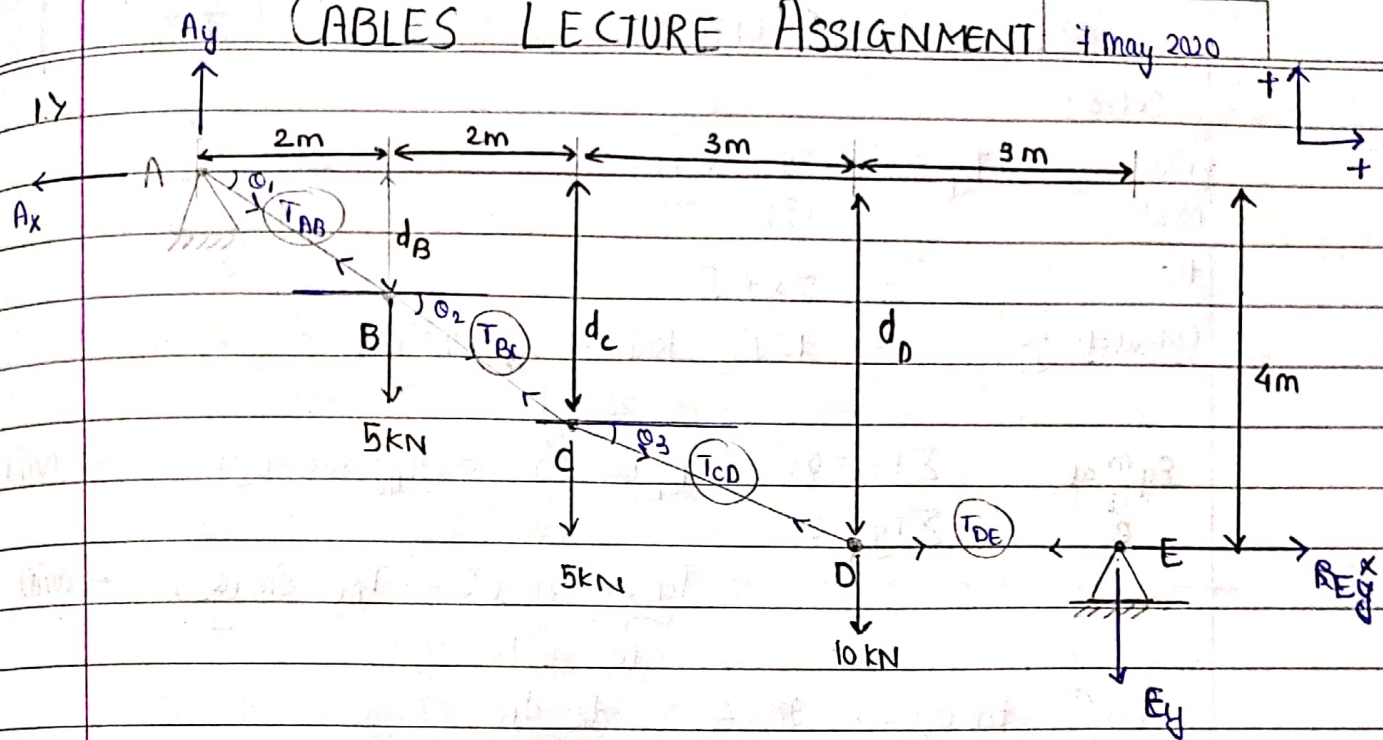 CABLES LECTURE ASSIGNMENT 7 May 2020
Ay
+
1.>
2m 2m 3m 3m
+
A θ1
Ax
TAB
dB
θ2
B TBC dc dD
4m
5kN
θ3
C TCD
TDE
E
D
5kN
10 kN
Ey